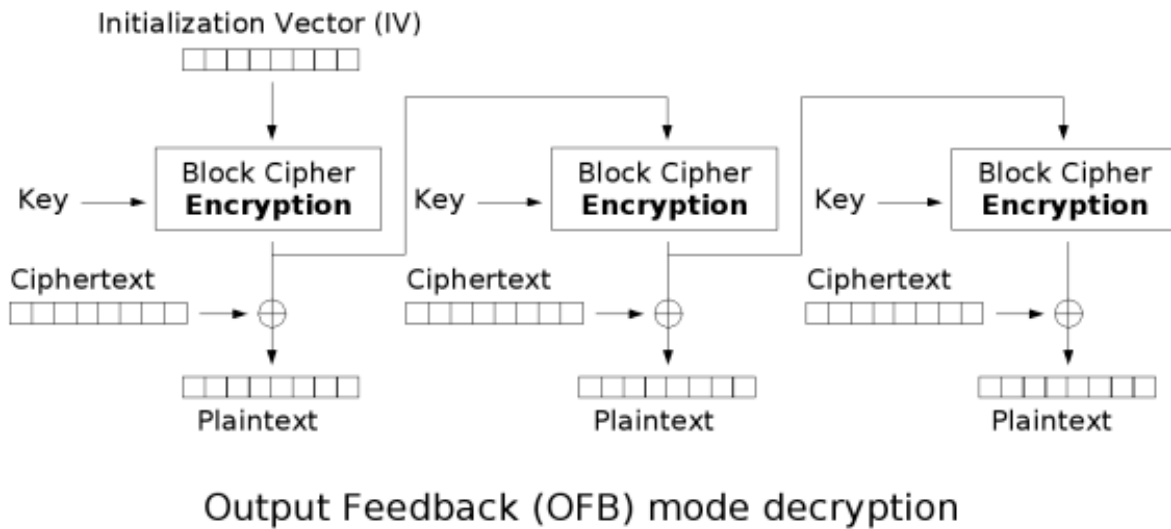 Initialization Vector (IV)
Block Cipher
Encryption
Key
Ciphertext
Plaintext
Block Cipher
Encryption
Key
Ciphertext
Plaintext
Block Cipher
Encryption
Key
Ciphertext
Plaintext
Output Feedback (OFB) mode decryption